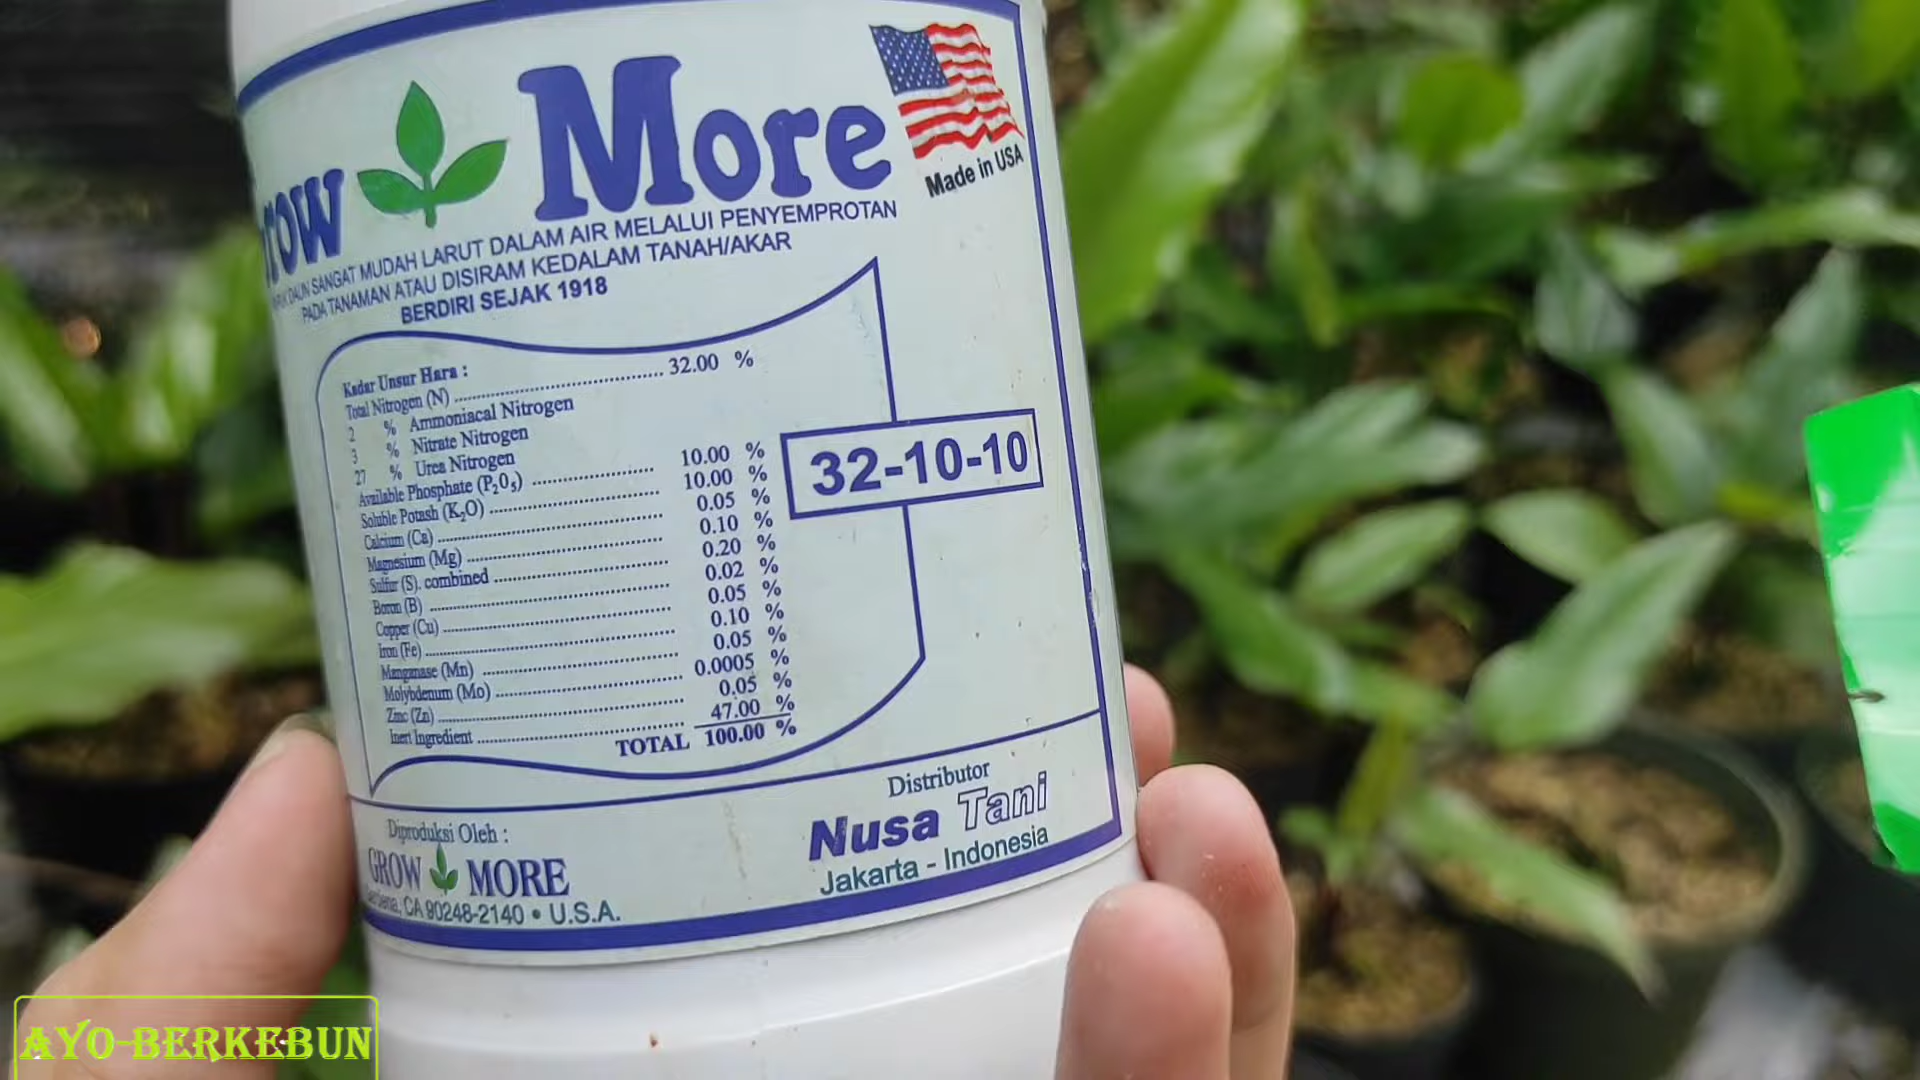 row More
Made in USA
DAUN SANGAT MUDAH LARUT DALAM AIR MELALUI PENYEMPROTAN
PADA TANAMAN ATAU DISIRAM KEDALAM TANAH/AKAR
BERDIRI SEJAK 1918
Kadar Unsur Hara :
Total Nitrogen (N) ........ 32.00 %
2 % Ammoniacal Nitrogen
3 % Nitrate Nitrogen
27 % Urea Nitrogen
Available Phosphate (P₂O₅) ........ 10.00 %
Soluble Potash (K₂O) ........ 10.00 %
Calcium (Ca) ........ 0.05 %
Magnesium (Mg) ........ 0.10 %
Sulfur (S). combined ........ 0.20 %
Boron (B) ........ 0.02 %
Copper (Cu) ........ 0.05 %
Iron (Fe) ........ 0.10 %
Manganase (Mn) ........ 0.05 %
Molybdenum (Mo) ........ 0.0005 %
Zinc (Zn) ........ 0.05 %
Inert Ingredient ........ 47.00 %
TOTAL 100.00 %
32-10-10
Diproduksi Oleh :
GROW MORE
CA 90248-2140 • U.S.A.
Distributor
Nusa Tani
Jakarta - Indonesia
AYO-BERKEBUN